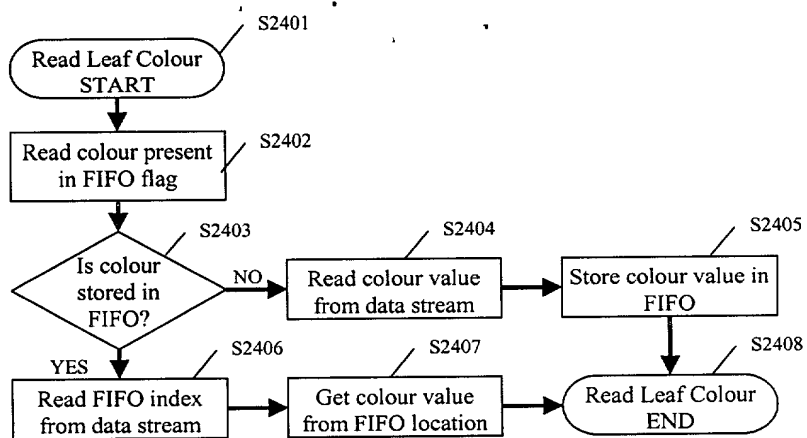 S2401
Read Leaf Colour
START
S2402
Read colour present
in FIFO flag
S2403
Is colour
stored in
FIFO?
NO
S2404
Read colour value
from data stream
S2405
Store colour value in
FIFO
YES
S2406
Read FIFO index
from data stream
S2407
Get colour value
from FIFO location
S2408
Read Leaf Colour
END